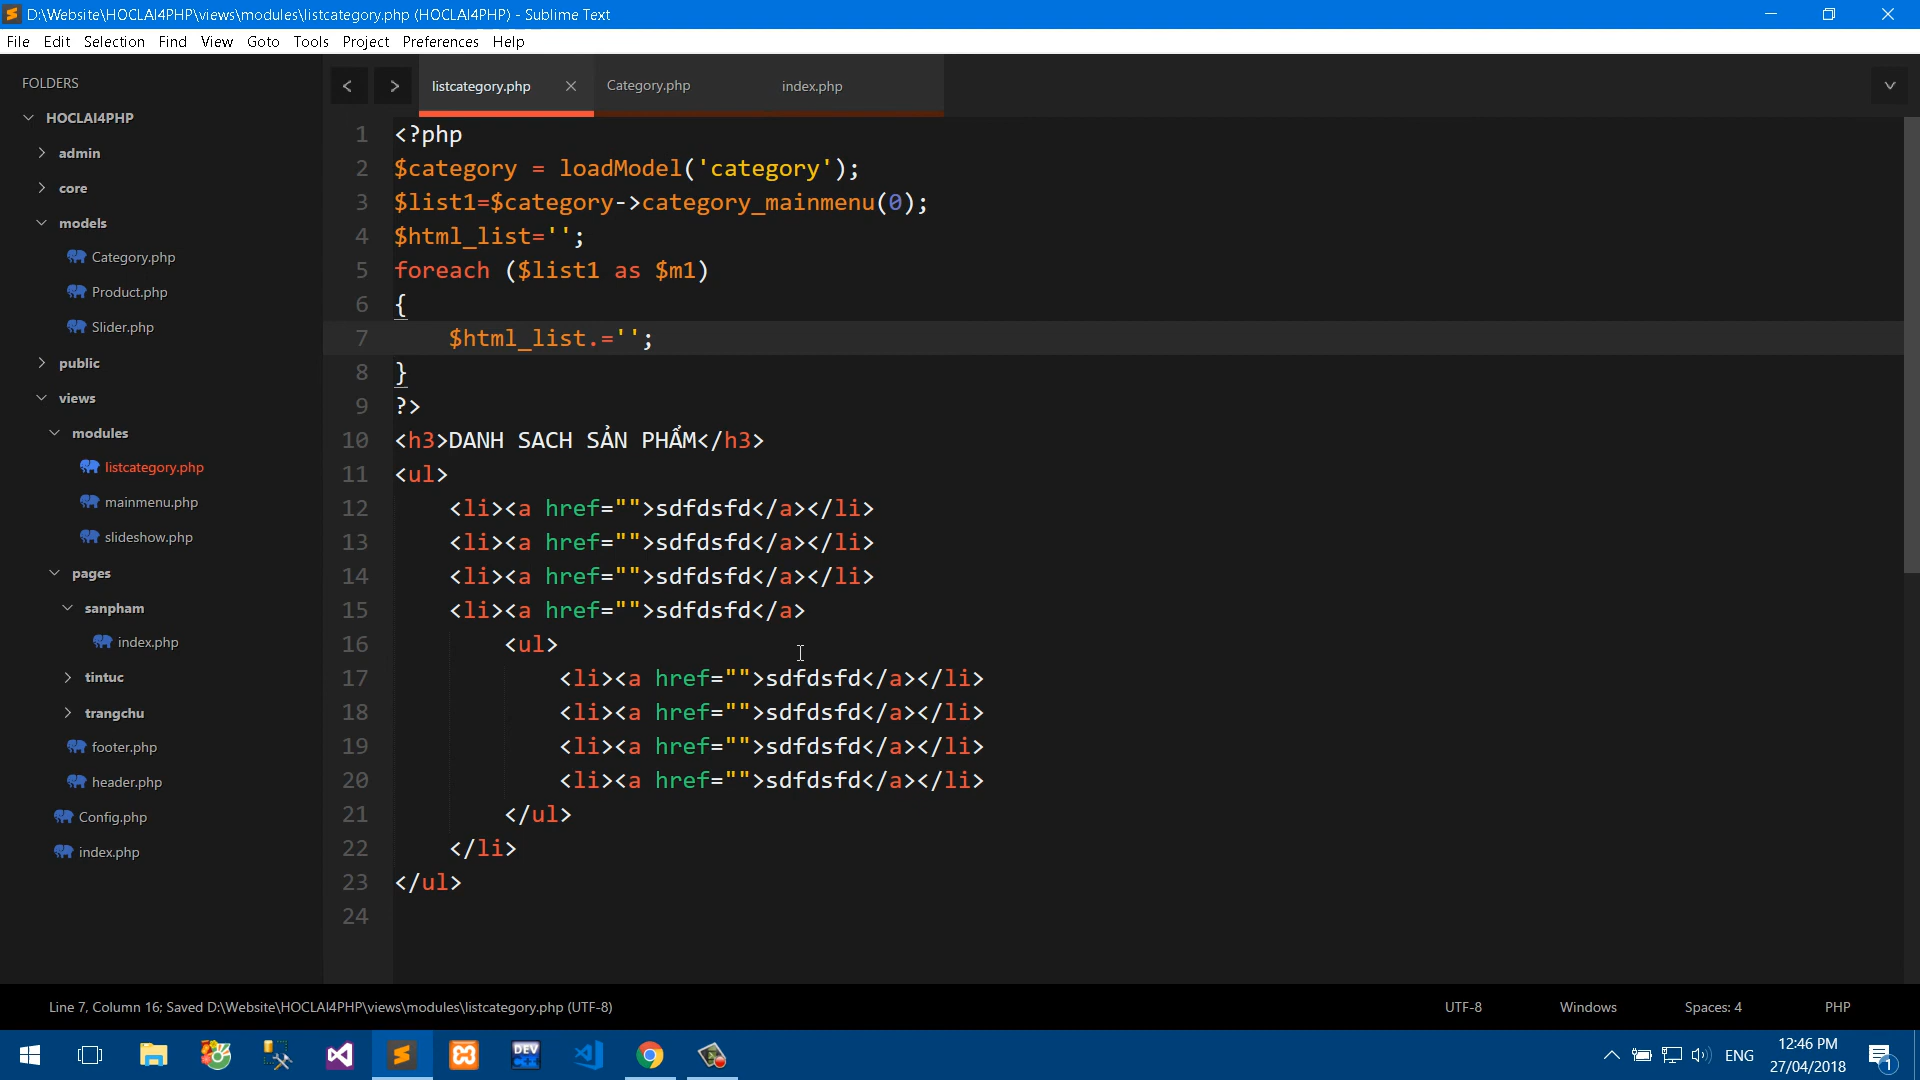 D:\Website\HOCLAI4PHP\views\modules\listcategory.php (HOCLAI4PHP) - Sublime Text
File Edit Selection Find View Goto Tools Project Preferences Help
FOLDERS
HOCLAI4PHP
admin
core
models
Category.php
Product.php
Slider.php
public
views
modules
listcategory.php
mainmenu.php
slideshow.php
pages
sanpham
index.php
tintuc
trangchu
footer.php
header.php
Config.php
index.php
listcategory.php Category.php index.php
1 <?php
2 $category = loadModel('category');
3 $list1=$category->category_mainmenu(0);
4 $html_list='';
5 foreach ($list1 as $m1)
6 {
7 $html_list.='';
8 }
9 ?>
10 <h3>DANH SACH SẢN PHẨM</h3>
11 <ul>
12 <li><a href="">sdfdsfd</a></li>
13 <li><a href="">sdfdsfd</a></li>
14 <li><a href="">sdfdsfd</a></li>
15 <li><a href="">sdfdsfd</a>
16 <ul>
17 <li><a href="">sdfdsfd</a></li>
18 <li><a href="">sdfdsfd</a></li>
19 <li><a href="">sdfdsfd</a></li>
20 <li><a href="">sdfdsfd</a></li>
21 </ul>
22 </li>
23 </ul>
24
Line 7, Column 16; Saved D:\Website\HOCLAI4PHP\views\modules\listcategory.php (UTF-8) UTF-8 Windows Spaces: 4 PHP
DEV
ENG
12:46 PM
27/04/2018
1